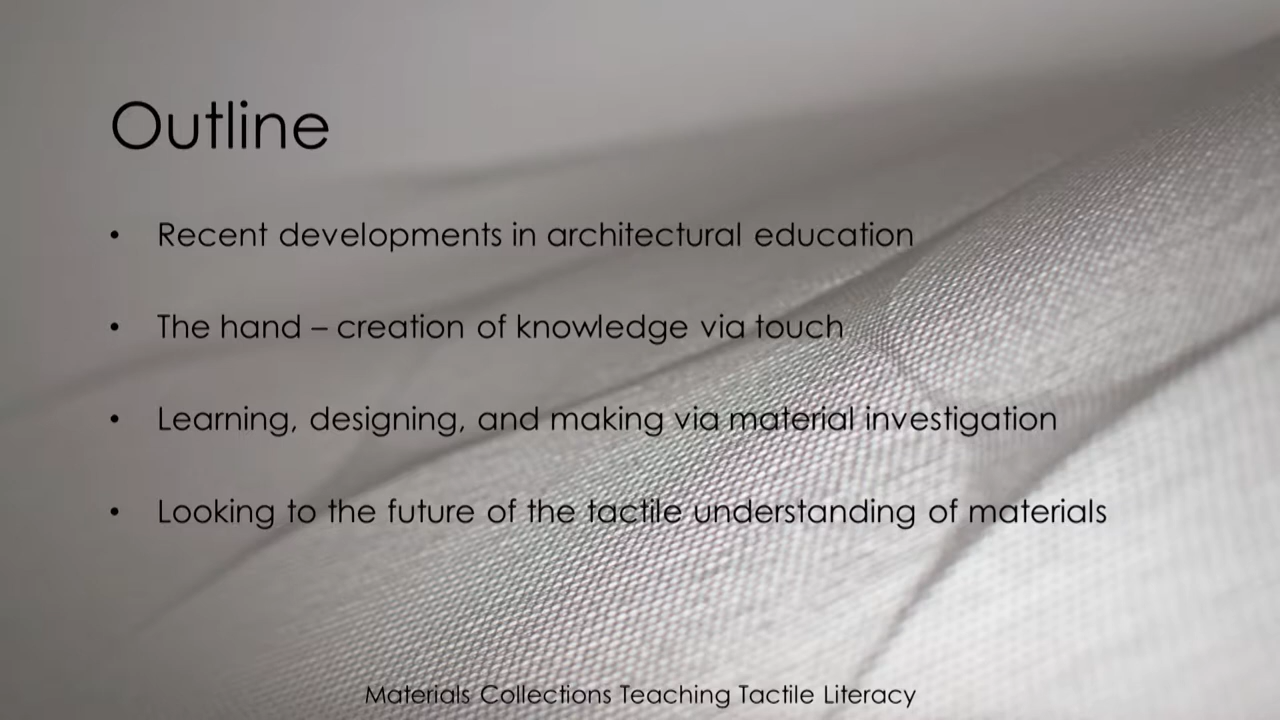 Outline
• Recent developments in architectural education
• The hand – creation of knowledge via touch
• Learning, designing, and making via material investigation
• Looking to the future of the tactile understanding of materials
Materials Collections Teaching Tactile Literacy